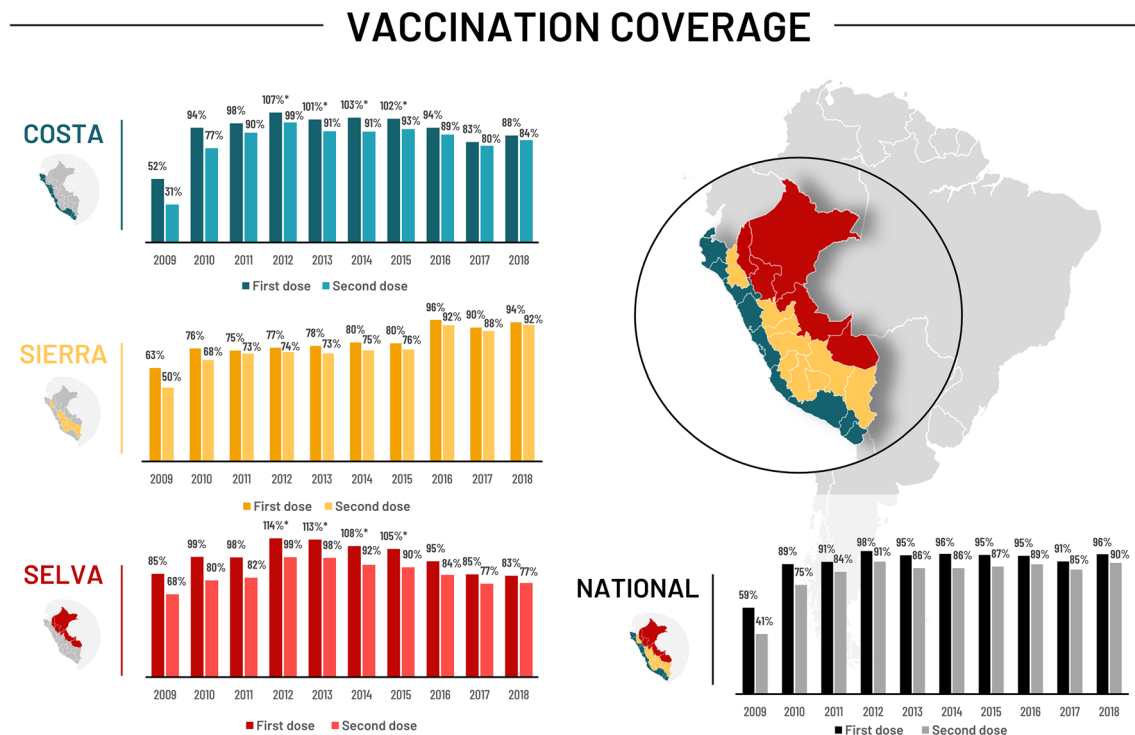 VACCINATION COVERAGE
COSTA
52% 31% 94% 77% 98% 90% 107%* 99% 101%* 91% 103%* 91% 102%* 93% 94% 89% 83% 80% 88% 84%
2009 2010 2011 2012 2013 2014 2015 2016 2017 2018
First dose Second dose
SIERRA
63% 50% 76% 68% 75% 73% 77% 74% 78% 73% 80% 75% 80% 76% 96% 92% 90% 88% 94% 92%
2009 2010 2011 2012 2013 2014 2015 2016 2017 2018
First dose Second dose
SELVA
85% 68% 99% 80% 98% 82% 114%* 99% 113%* 98% 108%* 92% 105%* 90% 95% 84% 86% 77% 83% 77%
2009 2010 2011 2012 2013 2014 2015 2016 2017 2018
First dose Second dose
NATIONAL
59% 41% 89% 75% 91% 84% 98% 91% 95% 86% 96% 86% 95% 87% 95% 89% 91% 85% 96% 90%
2009 2010 2011 2012 2013 2014 2015 2016 2017 2018
First dose Second dose